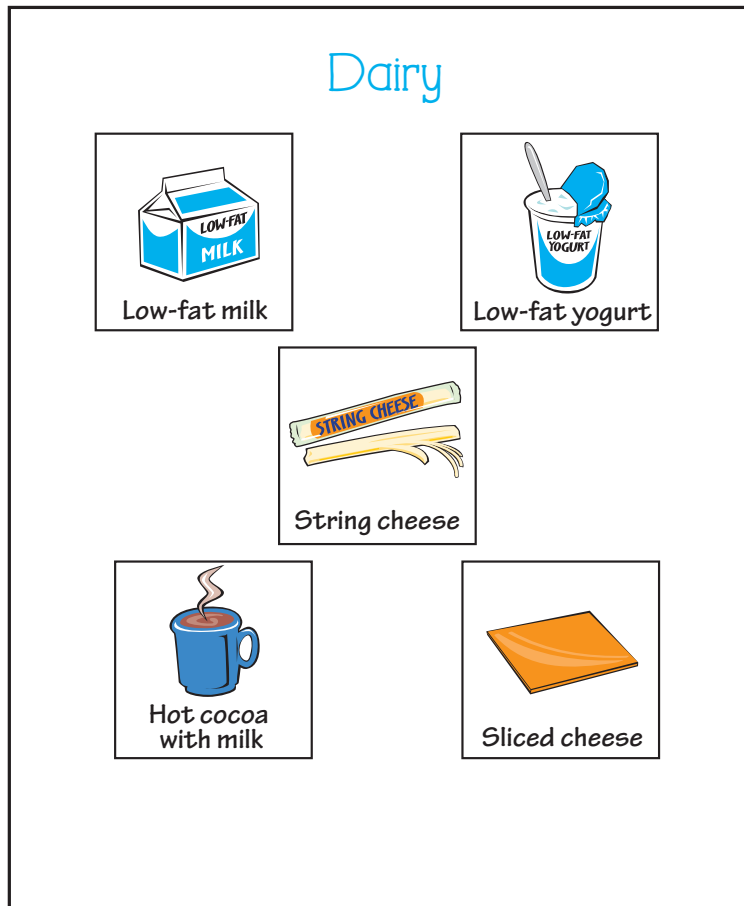 Dairy
LOW-FAT
MILK
Low-fat milk
LOW-FAT
YOGURT
Low-fat yogurt
STRING CHEESE
String cheese
Hot cocoa
with milk
Sliced cheese